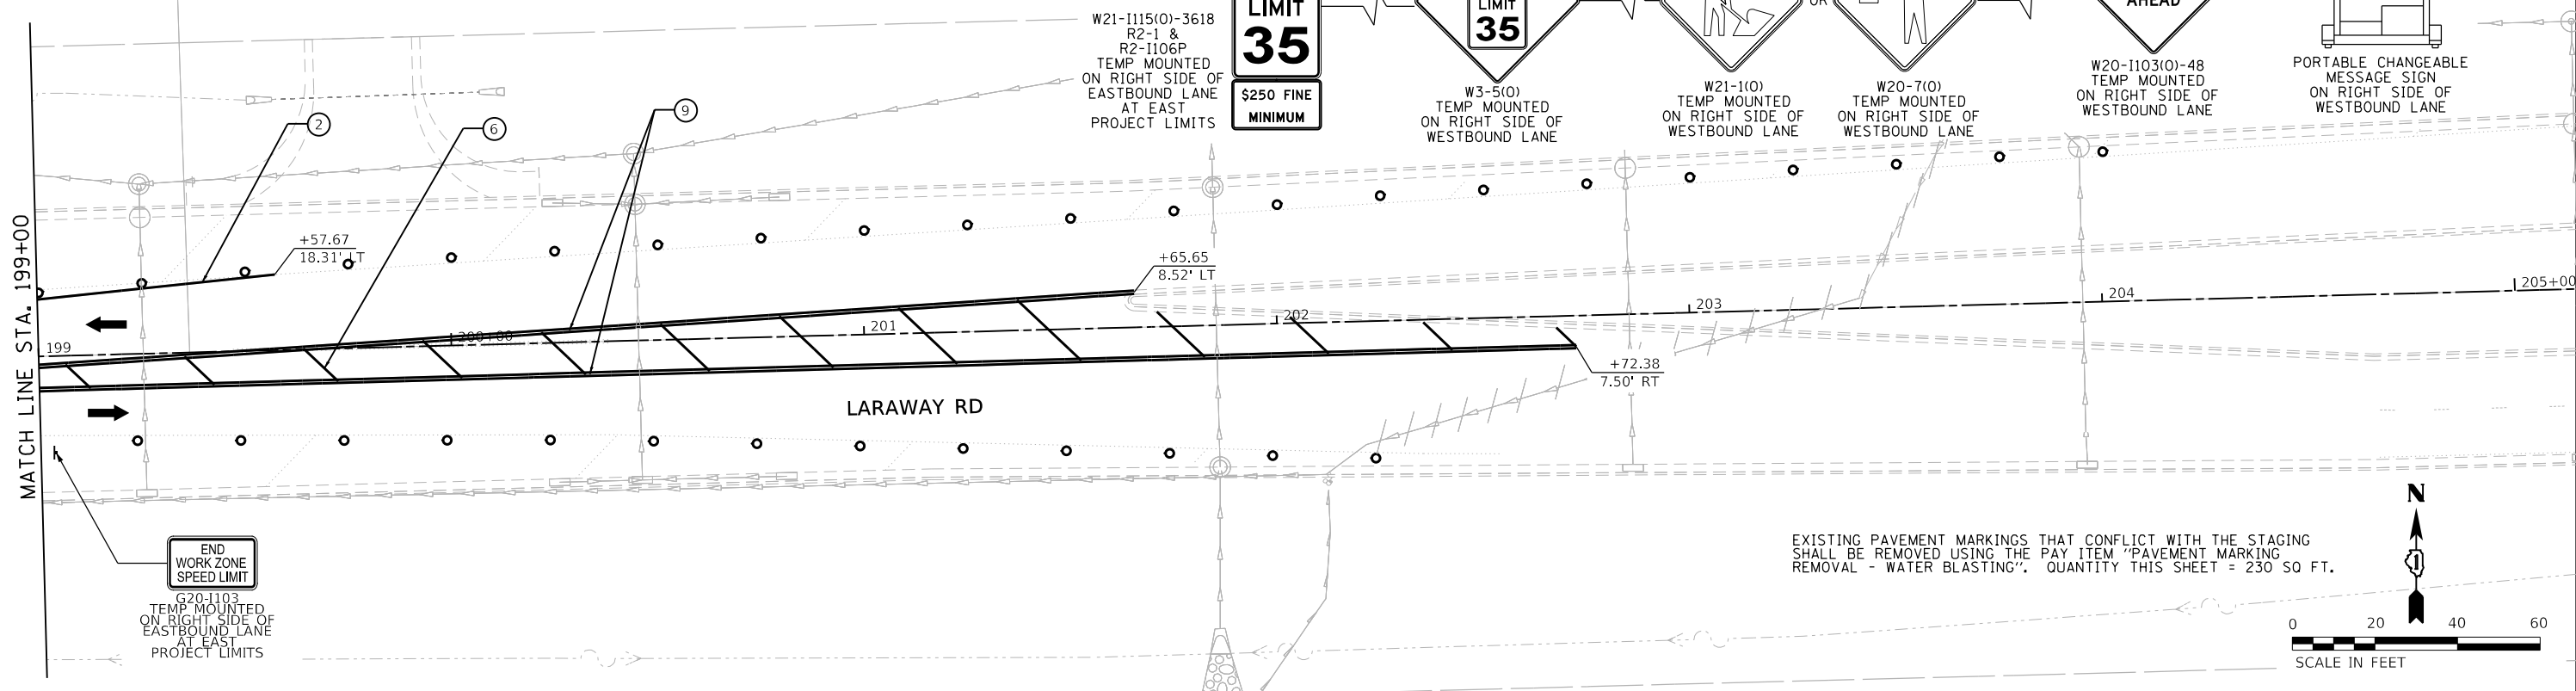 W21-I115(O)-3618
R2-1 &
R2-I106P
TEMP MOUNTED
ON RIGHT SIDE OF
EASTBOUND LANE
AT EAST
PROJECT LIMITS
LIMIT
35
$250 FINE
MINIMUM
LIMIT
35
W3-5(O)
TEMP MOUNTED
ON RIGHT SIDE OF
WESTBOUND LANE
W21-1(O)
TEMP MOUNTED
ON RIGHT SIDE OF
WESTBOUND LANE
OR
W20-7(O)
TEMP MOUNTED
ON RIGHT SIDE OF
WESTBOUND LANE
AHEAD
W20-I103(O)-48
TEMP MOUNTED
ON RIGHT SIDE OF
WESTBOUND LANE
PORTABLE CHANGEABLE
MESSAGE SIGN
ON RIGHT SIDE OF
WESTBOUND LANE
2
6
9
MATCH LINE STA. 199+00
+57.67
18.31' LT
+65.65
8.52' LT
199
200+00
201
202
203
204
205+00
+72.38
7.50' RT
LARAWAY RD
END
WORK ZONE
SPEED LIMIT
G20-I103
TEMP MOUNTED
ON RIGHT SIDE OF
EASTBOUND LANE
AT EAST
PROJECT LIMITS
EXISTING PAVEMENT MARKINGS THAT CONFLICT WITH THE STAGING
SHALL BE REMOVED USING THE PAY ITEM "PAVEMENT MARKING
REMOVAL - WATER BLASTING". QUANTITY THIS SHEET = 230 SQ FT.
N
1
0 20 40 60
SCALE IN FEET